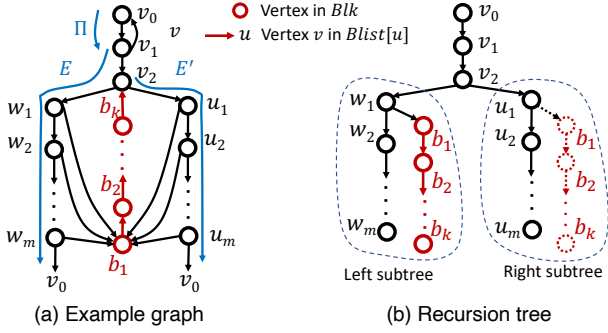 Π
v₀
v
v₁
v₂
E
E′
w₁
w₂
wₘ
v₀
bₖ
b₂
b₁
u₁
u₂
uₘ
v₀
Vertex in Blk
u Vertex v in Blist[u]
(a) Example graph
v₀
v₁
v₂
w₁
w₂
wₘ
b₁
b₂
bₖ
Left subtree
u₁
u₂
uₘ
b₁
b₂
bₖ
Right subtree
(b) Recursion tree